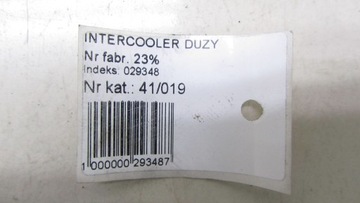 INTERCOOLER DUZY
Nr fabr. 23%
Indeks: 029348
Nr kat.: 41/019
1 000000 293487